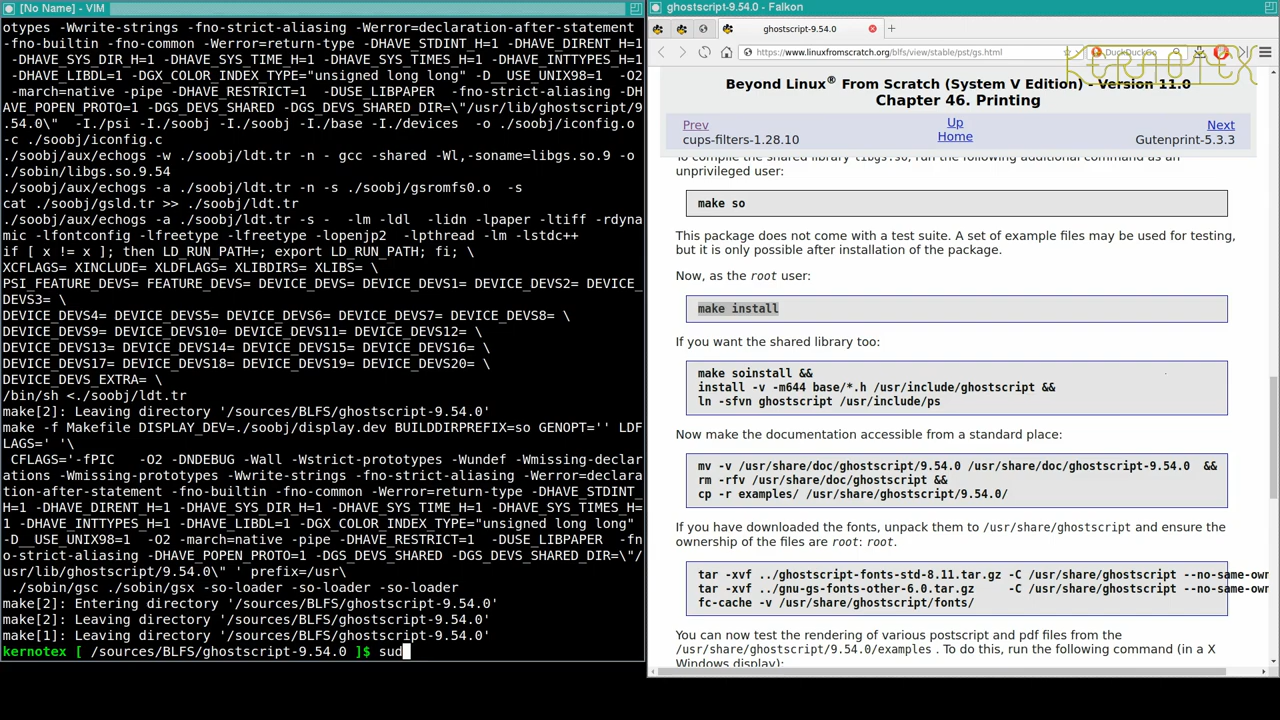 [No Name] - VIM
otypes -Wwrite-strings -fno-strict-aliasing -Werror=declaration-after-statement
-fno-builtin -fno-common -Werror=return-type -DHAVE_STDINT_H=1 -DHAVE_DIRENT_H=1
-DHAVE_SYS_DIR_H=1 -DHAVE_SYS_TIME_H=1 -DHAVE_SYS_TIMES_H=1 -DHAVE_INTTYPES_H=1
-DHAVE_LIBDL=1 -DGX_COLOR_INDEX_TYPE="unsigned long long" -D__USE_UNIX98=1 -O2
-march=native -pipe -DHAVE_RESTRICT=1  -DUSE_LIBPAPER  -fno-strict-aliasing -DH
AVE_POPEN_PROTO=1 -DGS_DEVS_SHARED -DGS_DEVS_SHARED_DIR=\"/usr/lib/ghostscript/9
.54.0\"  -I./psi -I./soobj -I./soobj -I./base -I./devices  -o ./soobj/iconfig.o
-c ./soobj/iconfig.c
./soobj/aux/echogs -w ./soobj/ldt.tr -n - gcc -shared -Wl,-soname=libgs.so.9 -o
./sobin/libgs.so.9.54
./soobj/aux/echogs -a ./soobj/ldt.tr -n -s ./soobj/gsromfs0.o  -s
cat ./soobj/gsld.tr >> ./soobj/ldt.tr
./soobj/aux/echogs -a ./soobj/ldt.tr -s -  -lm -ldl  -lidn -lpaper -ltiff -rdyna
mic -lfontconfig -lfreetype -lfreetype -lopenjp2  -lpthread -lm -lstdc++
if [ x != x ]; then LD_RUN_PATH=; export LD_RUN_PATH; fi; \
XCFLAGS= XINCLUDE= XLDFLAGS= XLIBDIRS= XLIBS= \
PSI_FEATURE_DEVS= FEATURE_DEVS= DEVICE_DEVS= DEVICE_DEVS1= DEVICE_DEVS2= DEVICE_
DEVS3= \
DEVICE_DEVS4= DEVICE_DEVS5= DEVICE_DEVS6= DEVICE_DEVS7= DEVICE_DEVS8= \
DEVICE_DEVS9= DEVICE_DEVS10= DEVICE_DEVS11= DEVICE_DEVS12= \
DEVICE_DEVS13= DEVICE_DEVS14= DEVICE_DEVS15= DEVICE_DEVS16= \
DEVICE_DEVS17= DEVICE_DEVS18= DEVICE_DEVS19= DEVICE_DEVS20= \
DEVICE_DEVS_EXTRA= \
/bin/sh <./soobj/ldt.tr
make[2]: Leaving directory '/sources/BLFS/ghostscript-9.54.0'
make -f Makefile DISPLAY_DEV=./soobj/display.dev BUILDDIRPREFIX=so GENOPT='' LDF
LAGS=' '\
 CFLAGS='-fPIC   -O2 -DNDEBUG -Wall -Wstrict-prototypes -Wundef -Wmissing-declar
ations -Wmissing-prototypes -Wwrite-strings -fno-strict-aliasing -Werror=declara
tion-after-statement -fno-builtin -fno-common -Werror=return-type -DHAVE_STDINT_
H=1 -DHAVE_DIRENT_H=1 -DHAVE_SYS_DIR_H=1 -DHAVE_SYS_TIME_H=1 -DHAVE_SYS_TIMES_H=
1 -DHAVE_INTTYPES_H=1 -DHAVE_LIBDL=1 -DGX_COLOR_INDEX_TYPE="unsigned long long"
-D__USE_UNIX98=1  -O2 -march=native -pipe -DHAVE_RESTRICT=1  -DUSE_LIBPAPER  -fn
o-strict-aliasing -DHAVE_POPEN_PROTO=1 -DGS_DEVS_SHARED -DGS_DEVS_SHARED_DIR=\"/
usr/lib/ghostscript/9.54.0\" ' prefix=/usr\
 ./sobin/gsc ./sobin/gsx -so-loader -so-loader -so-loader
make[2]: Entering directory '/sources/BLFS/ghostscript-9.54.0'
make[2]: Leaving directory '/sources/BLFS/ghostscript-9.54.0'
make[1]: Leaving directory '/sources/BLFS/ghostscript-9.54.0'
kernotex [ /sources/BLFS/ghostscript-9.54.0 ]$ sud
ghostscript-9.54.0 - Falkon
ghostscript-9.54.0
https://www.linuxfromscratch.org/blfs/view/stable/pst/gs.html
DuckDuckGo
KERNOTEX
Beyond Linux® From Scratch (System V Edition) - Version 11.0
Chapter 46. Printing
Prev Up Next
cups-filters-1.28.10 Home Gutenprint-5.3.3
To compile the shared library libgs.so, run the following additional command as an
unprivileged user:
make so
This package does not come with a test suite. A set of example files may be used for testing,
but it is only possible after installation of the package.
Now, as the root user:
make install
If you want the shared library too:
make soinstall &&
install -v -m644 base/*.h /usr/include/ghostscript &&
ln -sfvn ghostscript /usr/include/ps
Now make the documentation accessible from a standard place:
mv -v /usr/share/doc/ghostscript/9.54.0 /usr/share/doc/ghostscript-9.54.0  &&
rm -rfv /usr/share/doc/ghostscript &&
cp -r examples/ /usr/share/ghostscript/9.54.0/
If you have downloaded the fonts, unpack them to /usr/share/ghostscript and ensure the
ownership of the files are root: root.
tar -xvf ../ghostscript-fonts-std-8.11.tar.gz -C /usr/share/ghostscript --no-same-own
tar -xvf ../gnu-gs-fonts-other-6.0.tar.gz     -C /usr/share/ghostscript --no-same-own
fc-cache -v /usr/share/ghostscript/fonts/
You can now test the rendering of various postscript and pdf files from the
/usr/share/ghostscript/9.54.0/examples . To do this, run the following command (in a X
Windows display):